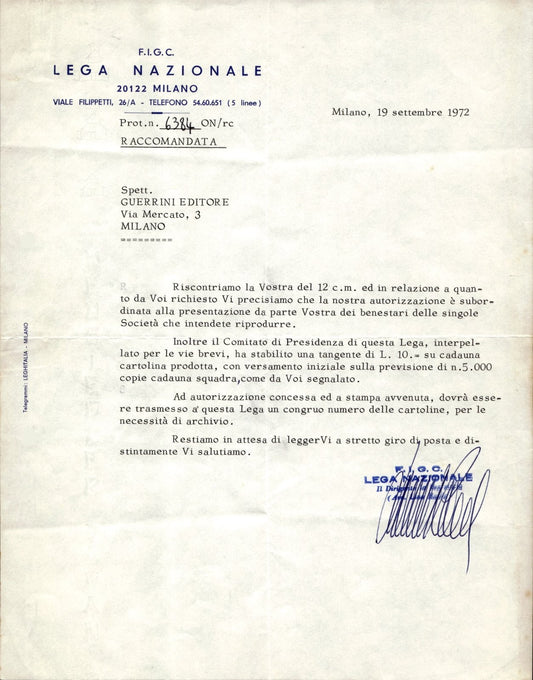 F.I.G.C.
LEGA NAZIONALE
20122 MILANO
VIALE FILIPPETTI, 26/A - TELEFONO 54.60.651 (5 linee)
Milano, 19 settembre 1972
Prot.n. 6384 ON/rc
RACCOMANDATA
Spett.
GUERRINI EDITORE
Via Mercato, 3
MILANO
=========
Riscontriamo la Vostra del 12 c.m. ed in relazione a quan-
to da Voi richiesto Vi precisiamo che la nostra autorizzazione è subor-
dinata alla presentazione da parte Vostra dei benestari delle singole
Società che intendete riprodurre.
Inoltre il Comitato di Presidenza di questa Lega, interpel-
lato per le vie brevi, ha stabilito una tangente di L. 10.= su cadauna
cartolina prodotta, con versamento iniziale sulla previsione di n.5.000
copie cadauna squadra,come da Voi segnalato.
Ad autorizzazione concessa ed a stampa avvenuta, dovrà esse-
re trasmesso a questa Lega un congruo numero delle cartoline, per le
necessità di archivio.
Restiamo in attesa di leggerVi a stretto giro di posta e di-
stintamente Vi salutiamo.
F.I.G.C.
LEGA NAZIONALE
Il
Telegrammi: LEGHITALIA - MILANO